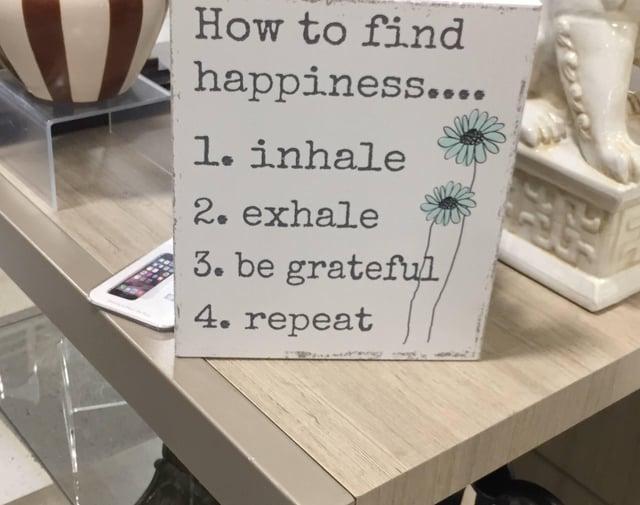 How to find
happiness....
1. inhale
2. exhale
3. be grateful
4. repeat